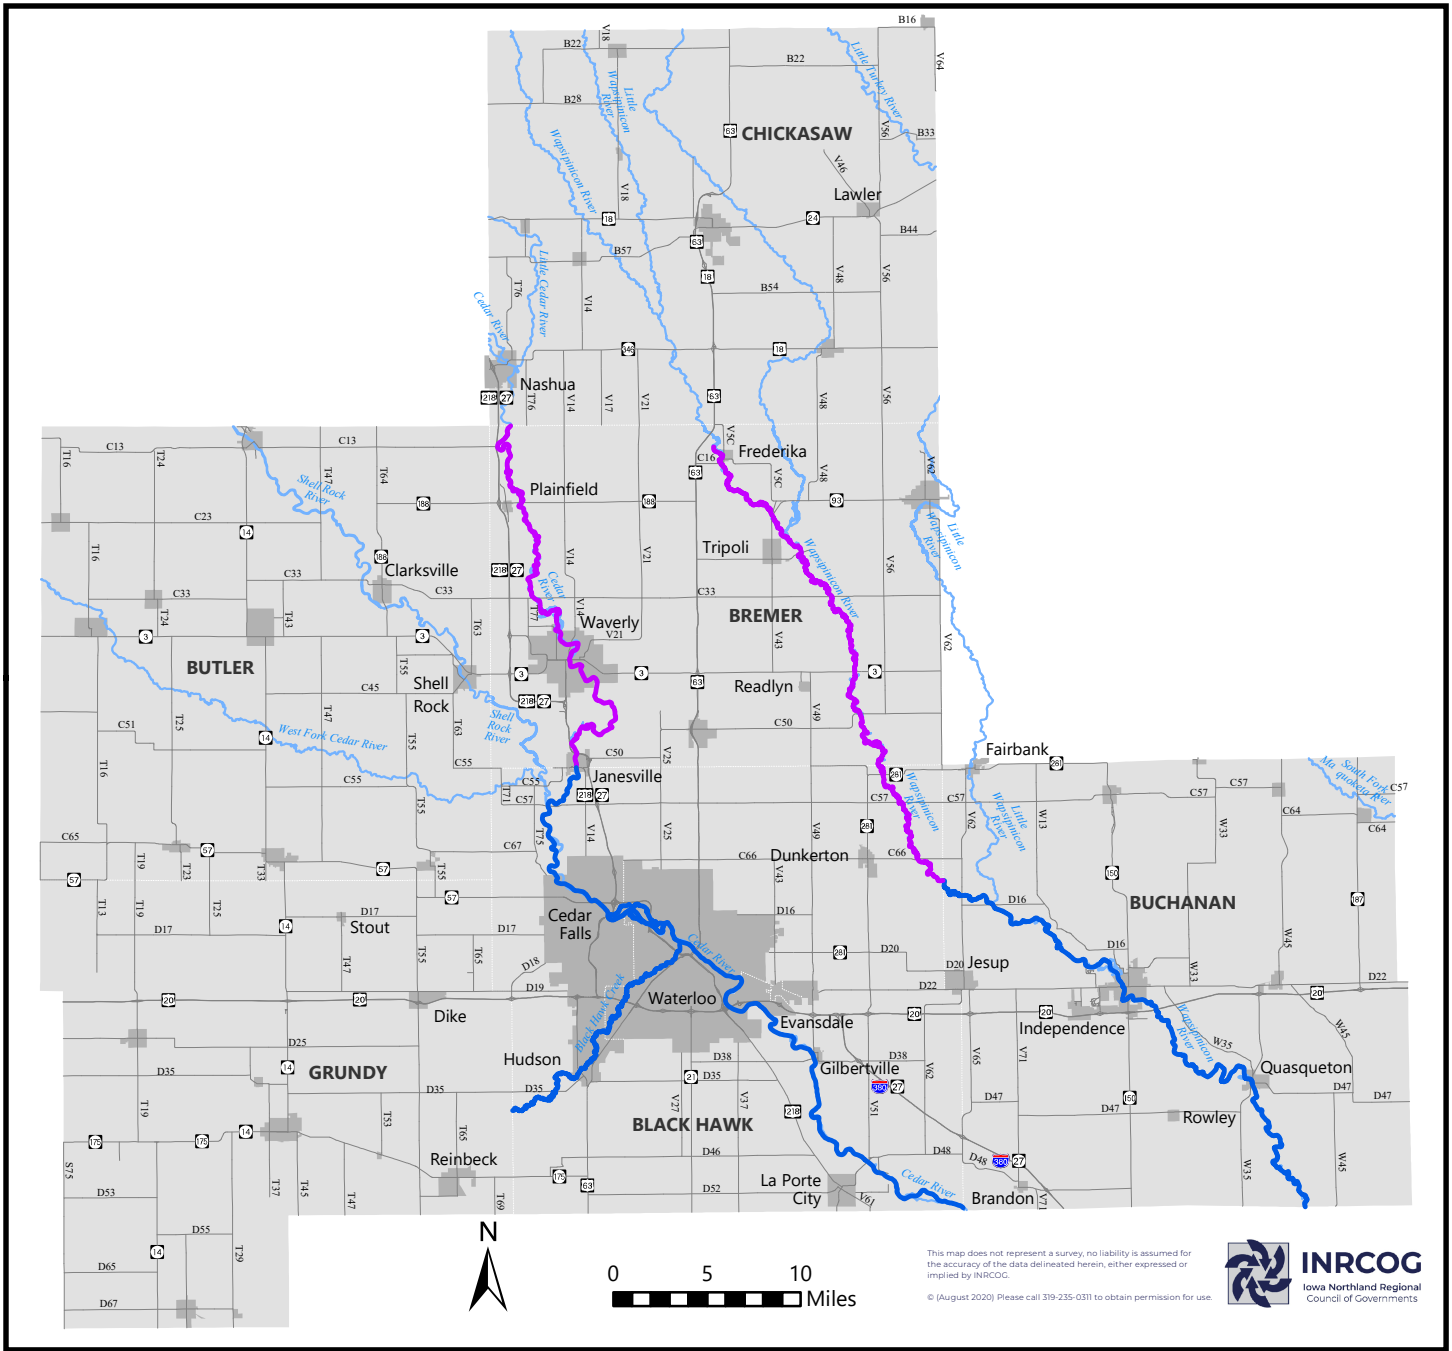 B16
V18
B22
B22
V64
Little Turkey River
Little
Wapsipinicon
River
B28
63
CHICKASAW
V56
B33
Wapsipinicon River
V46
V18
Lawler
18
24
B44
63
B57
Little Cedar River
18
V48
V56
T76
B54
Cedar River
V14
346
18
Nashua
218
27
T76
V14
V17
V21
63
V48
V56
C13
C13
V5C
Frederika
T16
T24
C16
T47
T64
63
V5C
V48
V62
Shell Rock
River
Plainfield
188
188
93
C23
14
Little
Wapsipinicon
River
T16
188
Tripoli
Wapsipinicon River
Clarksville
218
27
V14
V21
V56
C33
C33
C33
C33
Cedar
River
T24
T43
T77
V14
BREMER
Waverly
3
3
T63
V21
V43
V62
BUTLER
T55
3
3
3
Shell
Rock
C45
63
Readlyn
218
27
V49
C51
T25
T47
T63
Shell
Rock
River
C50
14
West Fork Cedar River
T55
C50
Fairbank
T16
C55
C55
C55
Janesville
V25
281
261
South Fork
Maquoketa River
T71
C57
218
27
C57
C57
C57
C57
Wapsipinicon
River
Little
Wapsipinicon
River
T55
V62
W13
C64
C64
C65
T75
V14
V25
V49
281
W33
T19
57
C67
C66
Dunkerton
C66
T23
T33
57
T55
V43
57
150
T13
T19
T25
57
D16
D16
BUCHANAN
187
D17
Cedar
Falls
D17
14
Stout
D17
D16
T47
T55
T65
Cedar River
281
D20
W45
D18
D20
Jesup
W33
D22
D22
D19
20
20
Waterloo
20
20
20
Dike
Black Hawk Creek
Evansdale
Independence
W45
D25
Wapsipinicon
River
W35
Hudson
D38
D38
V65
V71
14
GRUNDY
Gilbertville
V62
Quasqueton
D35
D35
D35
21
D35
380
27
D47
D47
D47
T19
V27
V37
218
V51
150
Rowley
T53
BLACK HAWK
175
175
14
T65
D46
D48
D48
380
27
Reinbeck
S75
T37
T45
T47
T69
175
63
La Porte
City
Cedar River
W35
W45
D53
D52
V61
Brandon
V71
D55
N
14
T29
D65
0
5
10
Miles
D67
This map does not represent a survey, no liability is assumed for
the accuracy of the data delineated herein, either expressed or
implied by INRCOG.
© (August 2020) Please call 319-235-0311 to obtain permission for use.
INRCOG
Iowa Northland Regional
Council of Governments